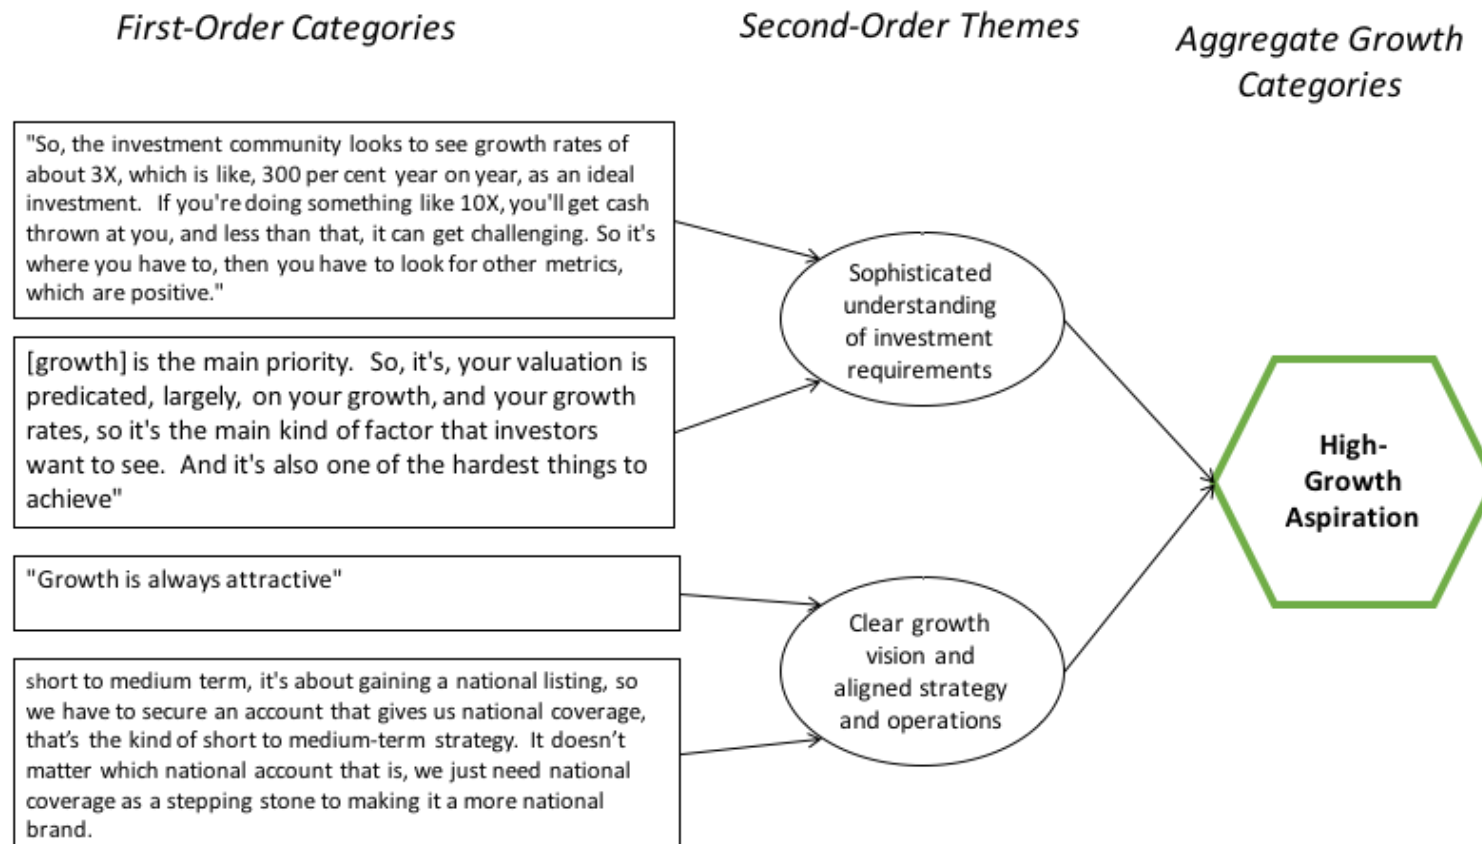 First-Order Categories
Second-Order Themes
Aggregate Growth
Categories
"So, the investment community looks to see growth rates of
about 3X, which is like, 300 per cent year on year, as an ideal
investment.  If you're doing something like 10X, you'll get cash
thrown at you, and less than that, it can get challenging. So it's
where you have to, then you have to look for other metrics,
which are positive."
[growth] is the main priority.  So, it's, your valuation is
predicated, largely, on your growth, and your growth
rates, so it's the main kind of factor that investors
want to see.  And it's also one of the hardest things to
achieve"
"Growth is always attractive"
short to medium term, it's about gaining a national listing, so
we have to secure an account that gives us national coverage,
that's the kind of short to medium-term strategy.  It doesn't
matter which national account that is, we just need national
coverage as a stepping stone to making it a more national
brand.
Sophisticated
understanding
of investment
requirements
Clear growth
vision and
aligned strategy
and operations
High-
Growth
Aspiration